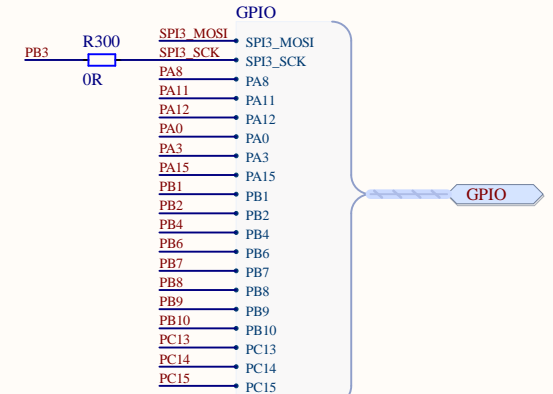 GPIO
SPI3_MOSI SPI3_MOSI
PB3 R300 SPI3_SCK SPI3_SCK
0R
PA8 PA8
PA11 PA11
PA12 PA12
PA0 PA0
PA3 PA3
PA15 PA15
PB1 PB1
GPIO
PB2 PB2
PB4 PB4
PB6 PB6
PB7 PB7
PB8 PB8
PB9 PB9
PB10 PB10
PC13 PC13
PC14 PC14
PC15 PC15